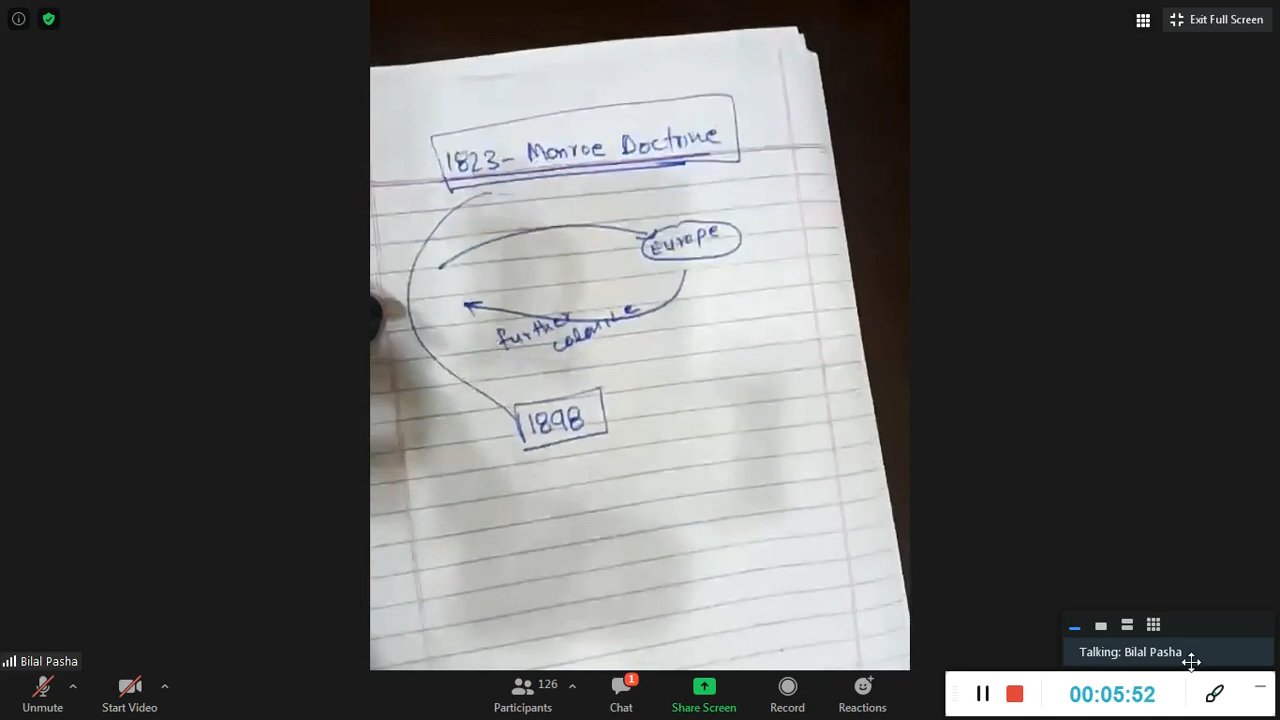 Exit Full Screen
1823- Monroe Doctrine
Europe
further
colonize
1898
Talking: Bilal Pasha
Bilal Pasha
Unmute
Start Video
126
Participants
1
Chat
Share Screen
Record
Reactions
00:05:52